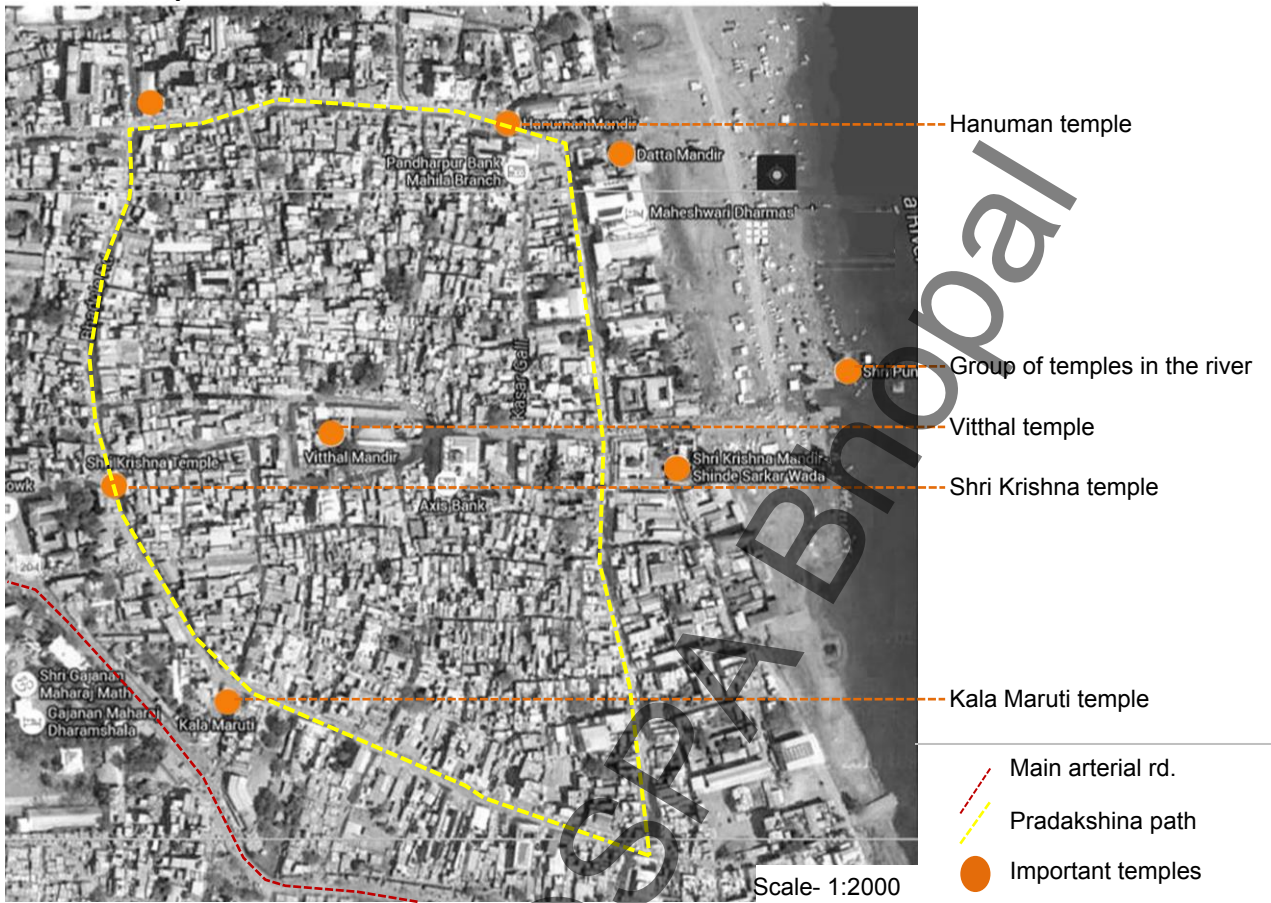 Hanuman Mandir
Hanuman temple
Datta Mandir
Pandharpur Bank
Mahila Branch
Kasar Gali
Group of temples in the river
Vitthal temple
Shri Krishna Temple
Vitthal Mandir
Shri Krishna Mandir-
Shinde Sarkar Wada
Shri Krishna temple
Axis Bank
204
Shri Gajanan
Maharaj Math
Gajanan Maharaj
Dharamshala
Kala Maruti
Kala Maruti temple
Main arterial rd.
Pradakshina path
Important temples
Scale- 1:2000
SPA Bhopal